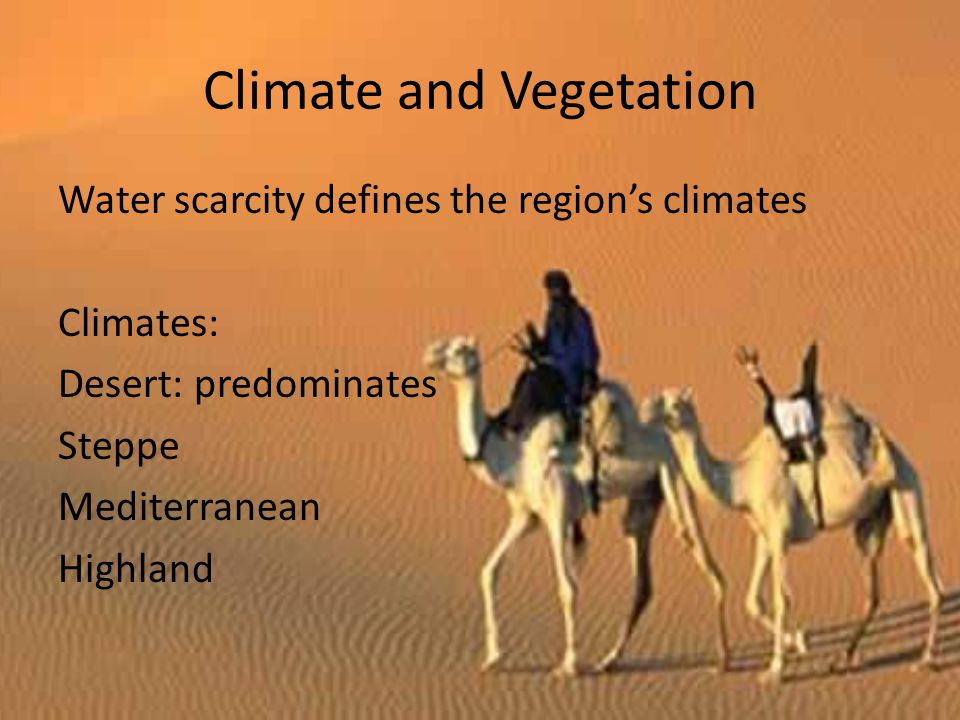 Climate and Vegetation
Water scarcity defines the region’s climates
Climates:
Desert: predominates
Steppe
Mediterranean
Highland